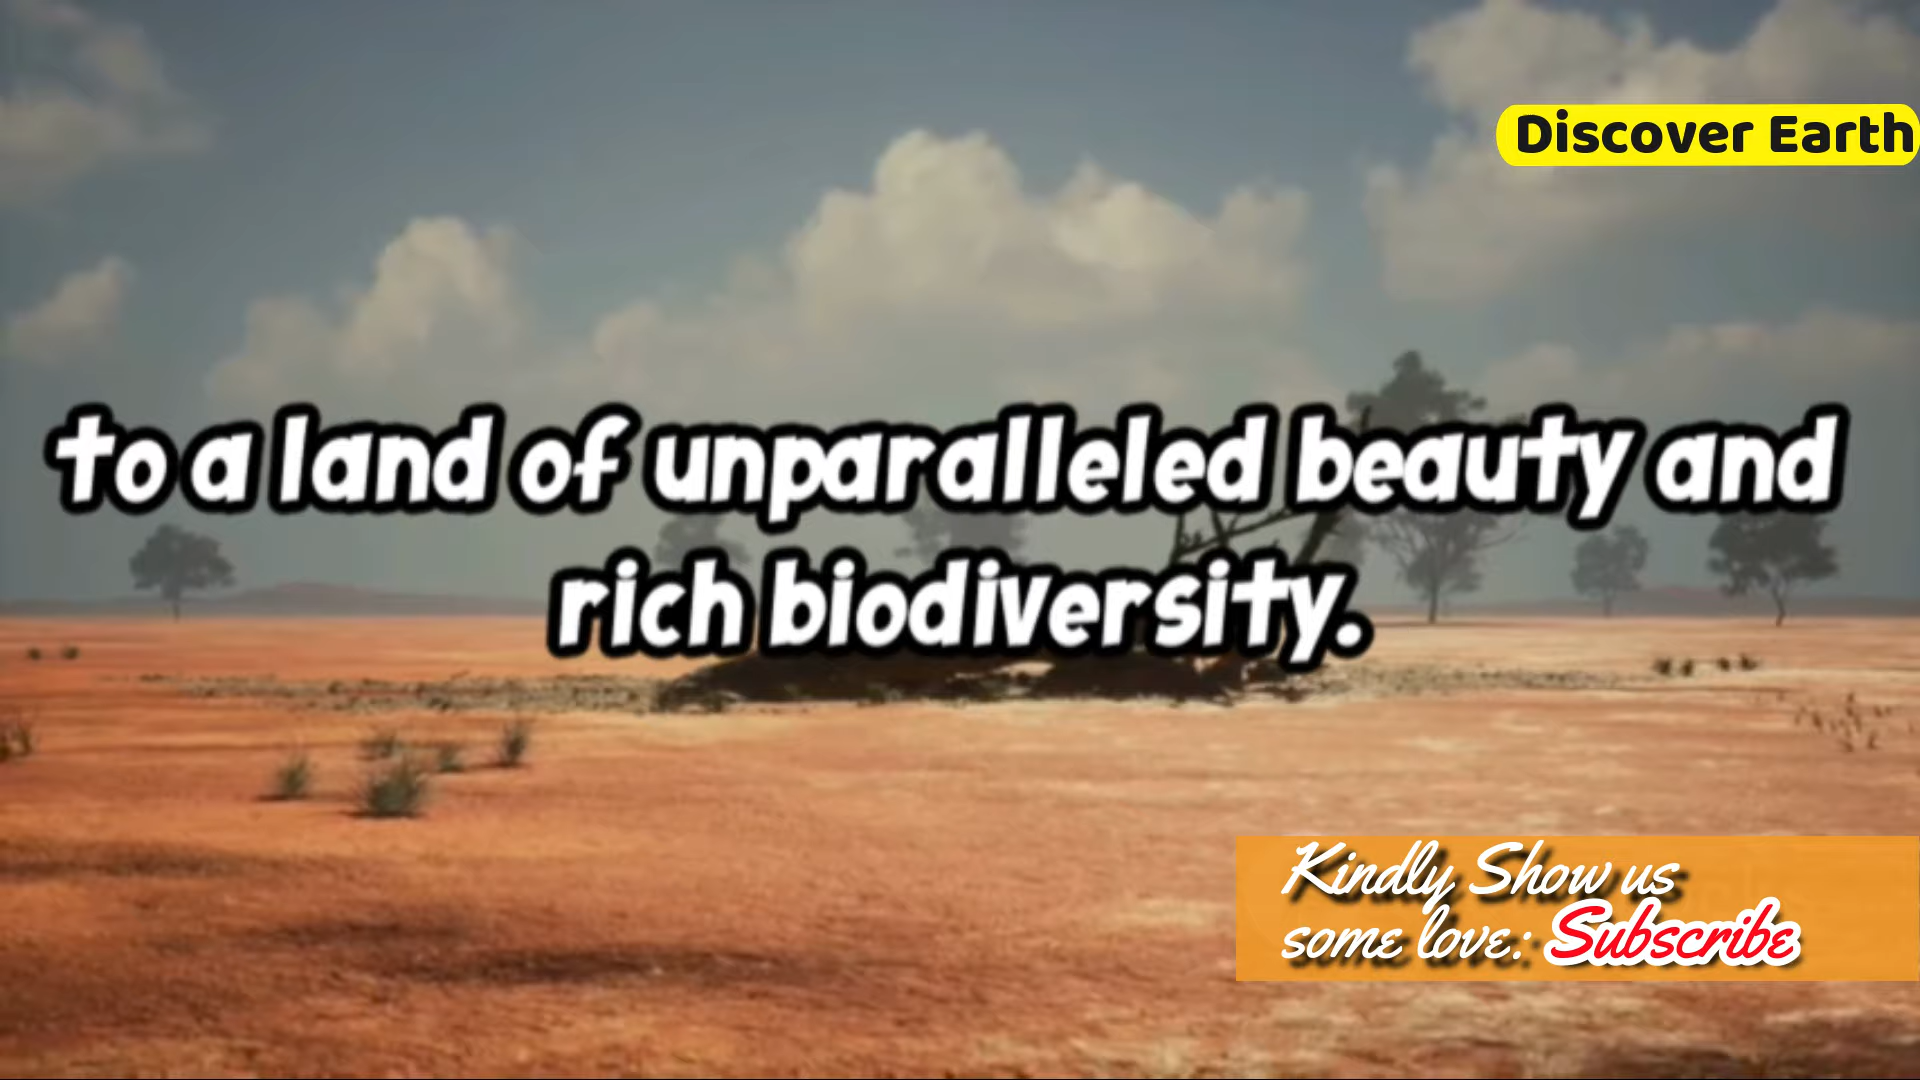 Discover Earth
to a land of unparalleled beauty and
rich biodiversity.
Kindly Show us
some love: Subscribe